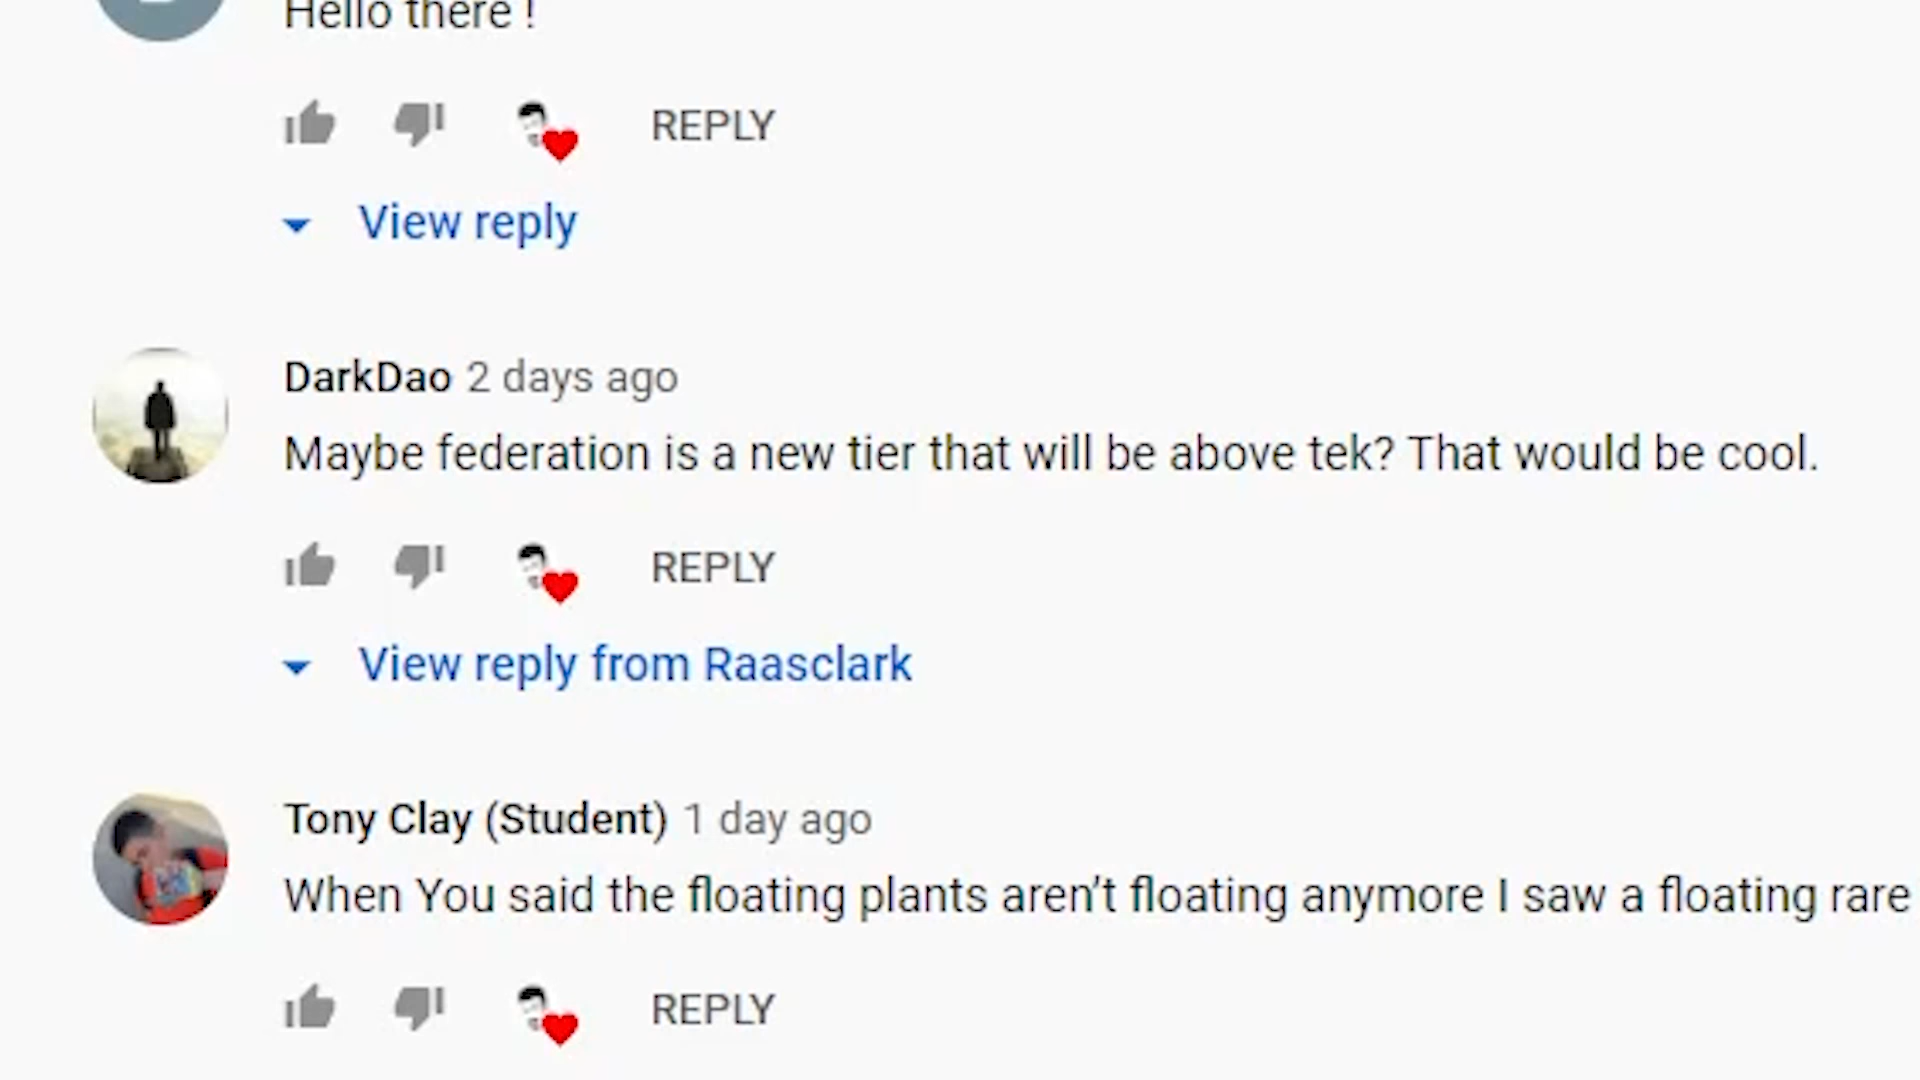 Hello there !
REPLY
View reply
DarkDao 2 days ago
Maybe federation is a new tier that will be above tek? That would be cool.
REPLY
View reply from Raasclark
Tony Clay (Student) 1 day ago
When You said the floating plants aren’t floating anymore I saw a floating rare
REPLY